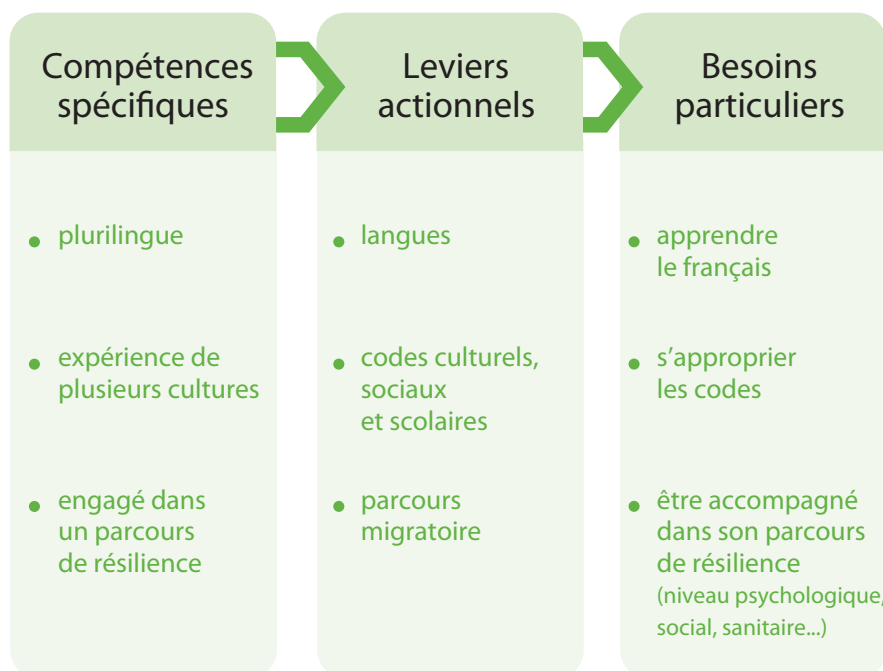 Compétences
spécifiques
Leviers
actionnels
Besoins
particuliers
• plurilingue
• langues
• apprendre
le français
• expérience de
plusieurs cultures
• codes culturels,
sociaux
et scolaires
• s'approprier
les codes
• engagé dans
un parcours
de résilience
• parcours
migratoire
• être accompagné
dans son parcours
de résilience
(niveau psychologique,
social, sanitaire...)